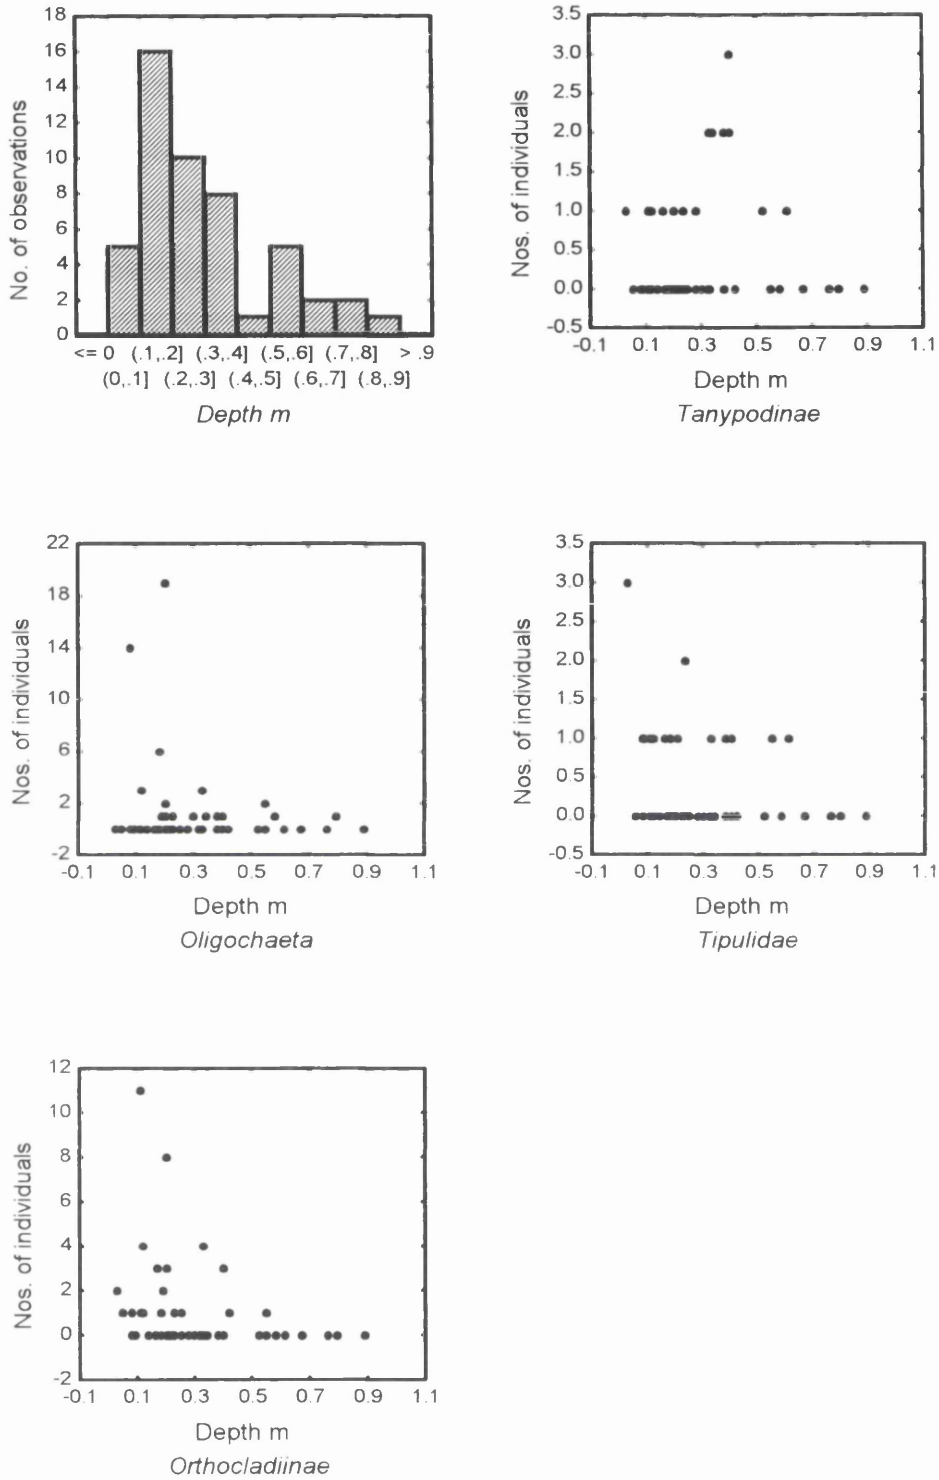 18
16
14
12
10
8
6
4
2
0
No. of observations
<= 0 (.1,.2] (.3,.4] (.5,.6] (.7,.8] > .9
(0,.1] (.2,.3] (.4,.5] (.6,.7] (.8,.9]
Depth m
3.5
3.0
2.5
2.0
1.5
1.0
0.5
0.0
-0.5
Nos. of individuals
-0.1 0.1 0.3 0.5 0.7 0.9 1.1
Depth m
Tanypodinae
22
18
14
10
6
2
-2
Nos. of individuals
-0.1 0.1 0.3 0.5 0.7 0.9 1.1
Depth m
Oligochaeta
3.5
3.0
2.5
2.0
1.5
1.0
0.5
0.0
-0.5
Nos. of individuals
-0.1 0.1 0.3 0.5 0.7 0.9 1.1
Depth m
Tipulidae
12
10
8
6
4
2
0
-2
Nos. of individuals
-0.1 0.1 0.3 0.5 0.7 0.9 1.1
Depth m
Orthocladiinae